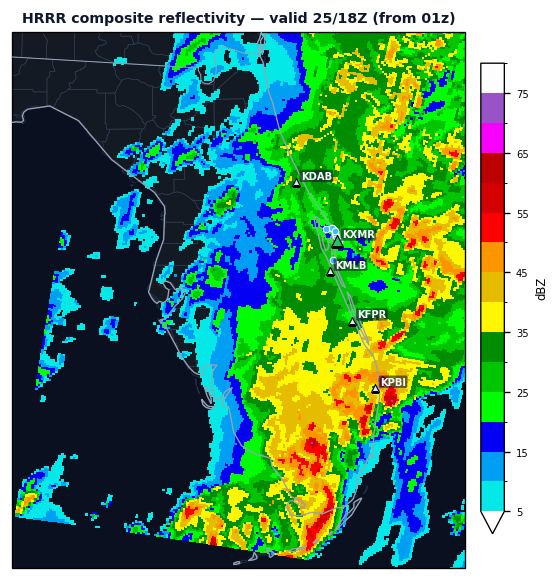 HRRR composite reflectivity — valid 25/18Z (from 01z)
KDAB
KXMR
KMLB
KFPR
KPBI
75
65
55
45
35
25
15
5
dBZ